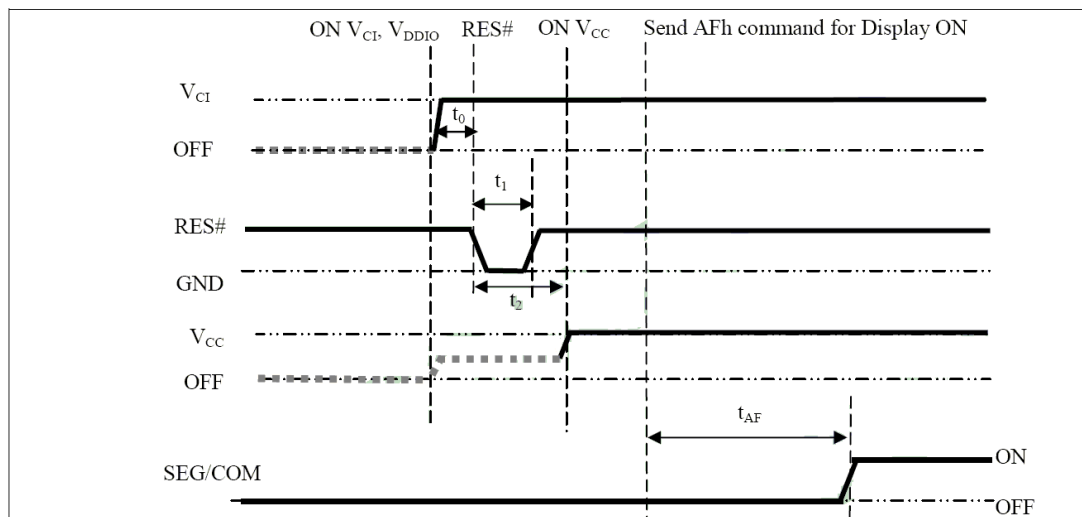 ON V_CI, V_DDIO RES# ON V_CC Send AFh command for Display ON
V_CI
t_0
OFF
t_1
RES#
GND
t_2
V_CC
OFF
t_AF
SEG/COM
ON
OFF